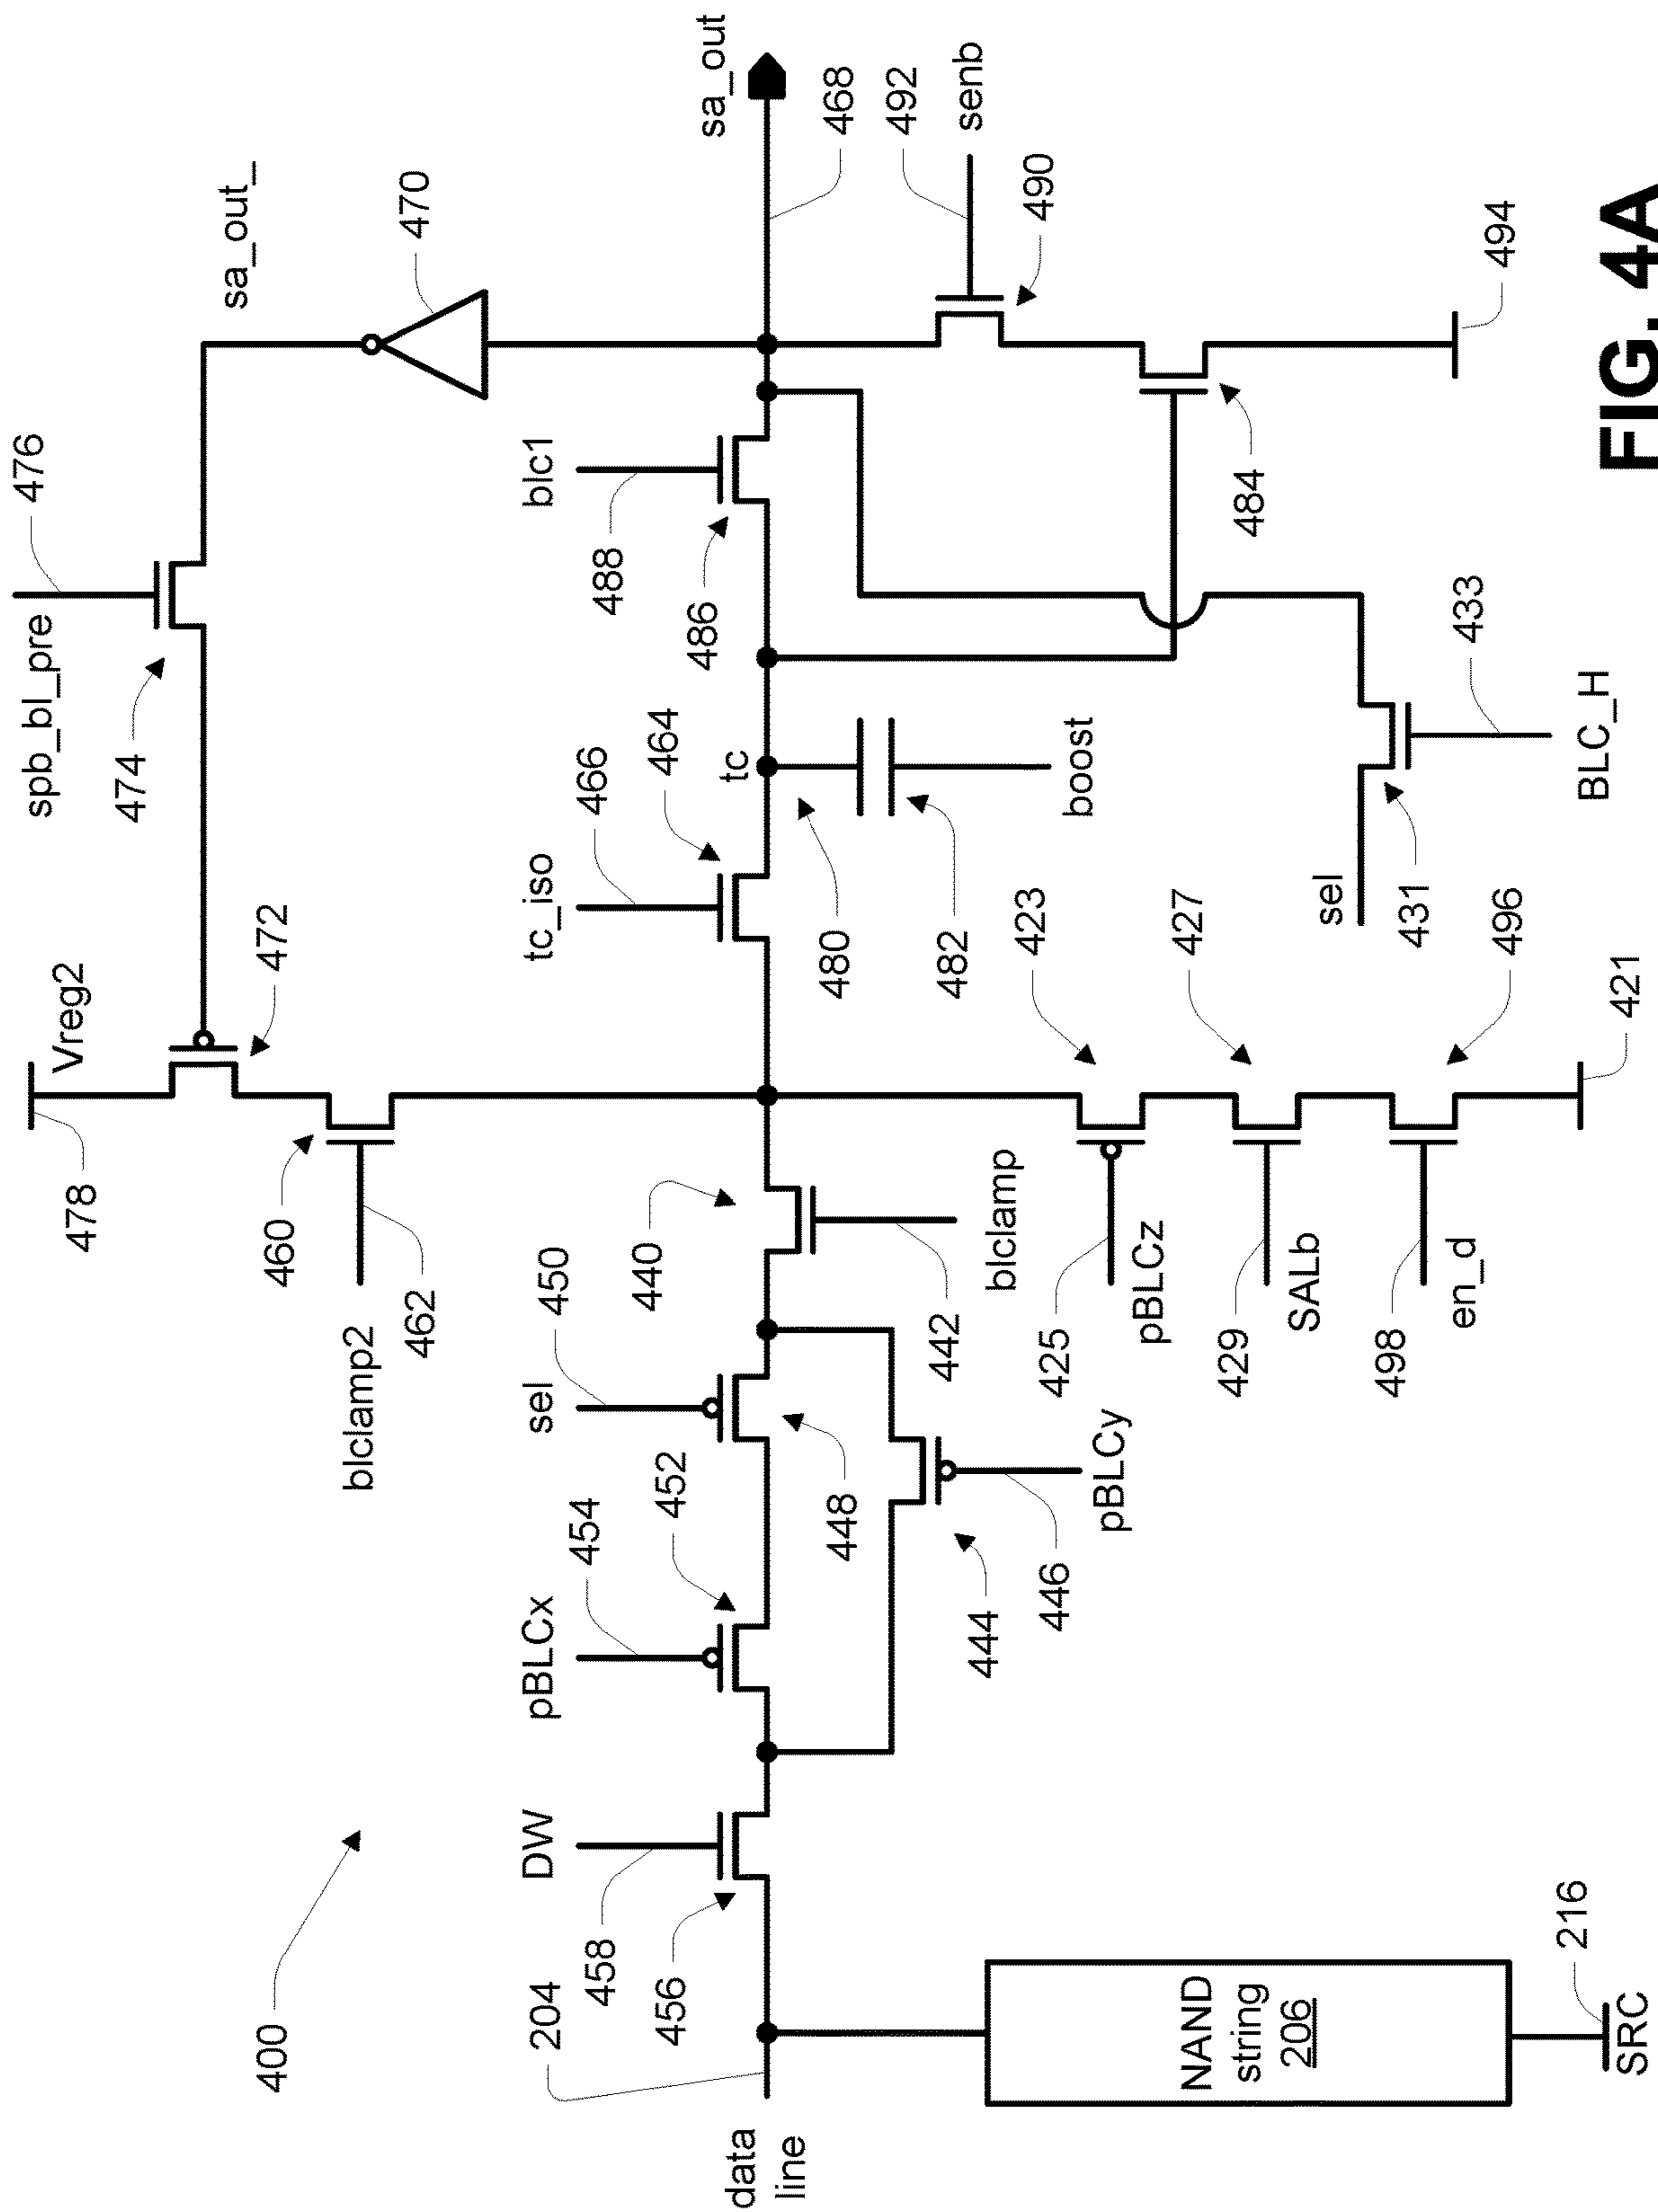 476
spb_bl_pre
474
sa_out_
470
sa_out
468
492
senb
490
494
484
blc1
488
486
433
BLC_H
sel
431
tc
464
466
tc_iso
480
482
boost
472
Vreg2
478
460
462
blclamp2
423
427
496
421
425
pBLCz
429
SALb
498
en_d
440
442
blclamp
450
sel
448
452
454
pBLCx
444
446
pBLCy
DW
458
456
204
400
data
line
NAND
string
206
216
SRC
FIG. 4A